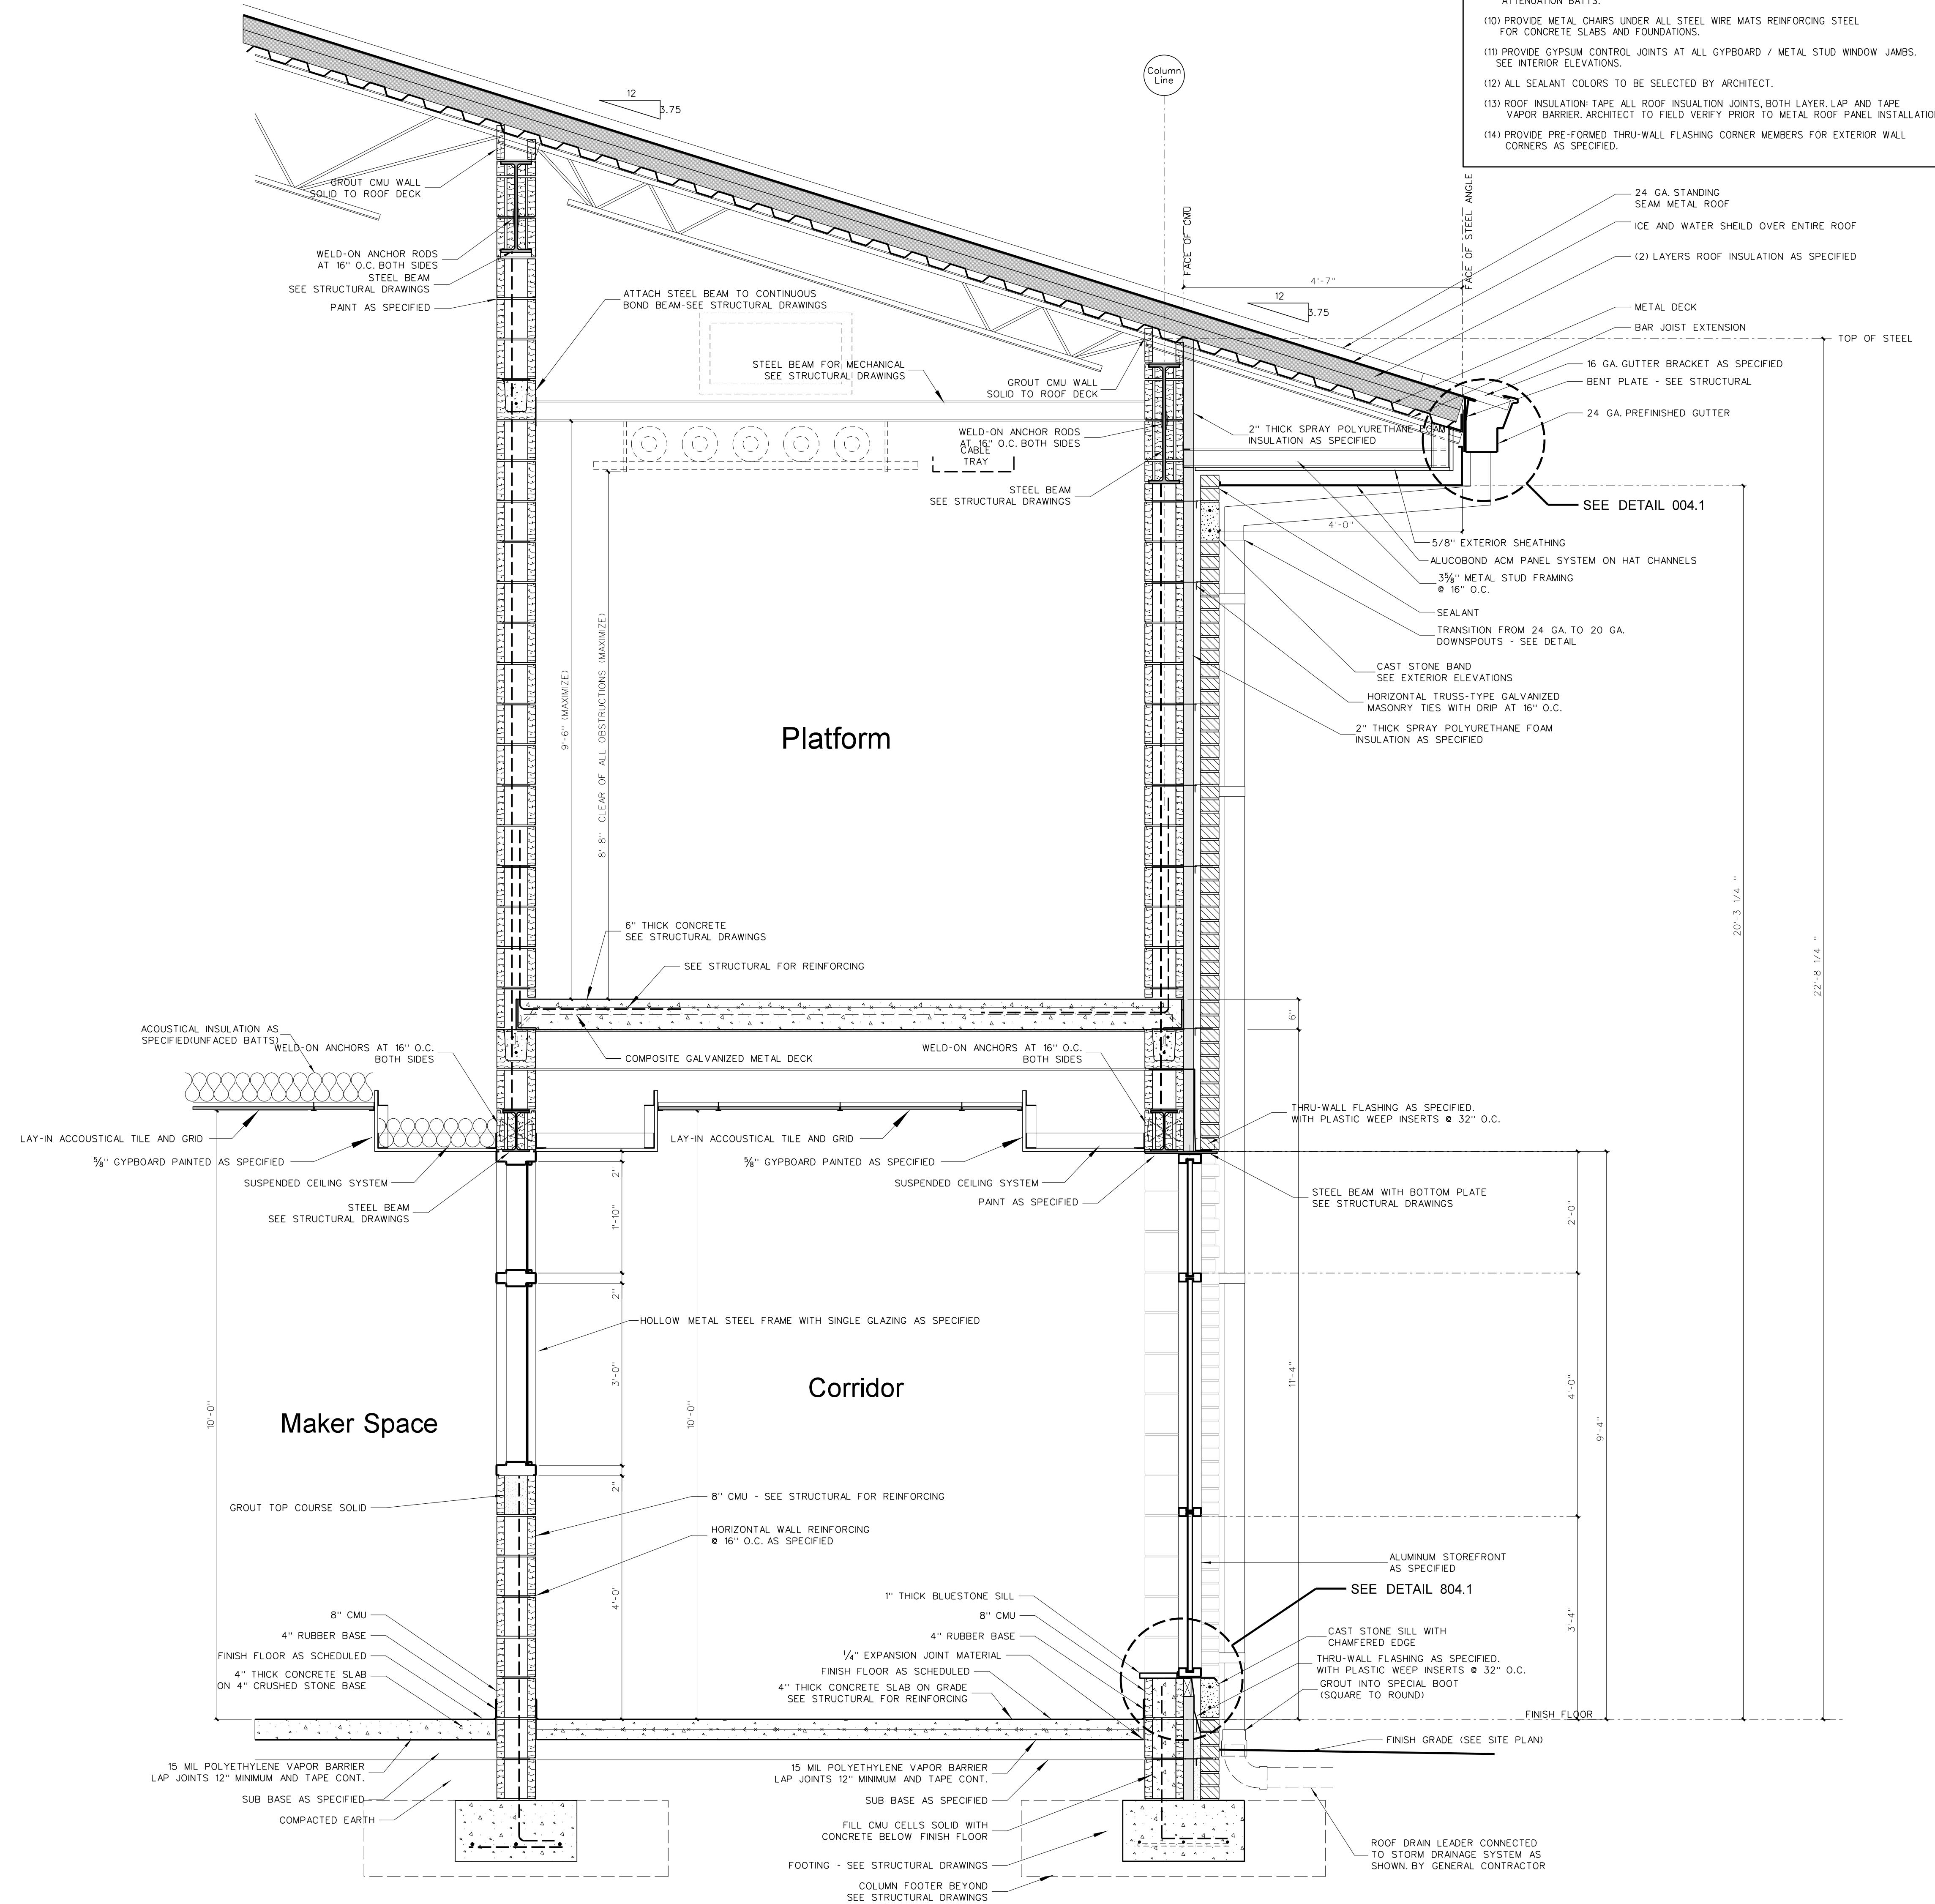 ATTENUATION BATTS.
(10) PROVIDE METAL CHAIRS UNDER ALL STEEL WIRE MATS REINFORCING STEEL
FOR CONCRETE SLABS AND FOUNDATIONS.
(11) PROVIDE GYPSUM CONTROL JOINTS AT ALL GYPBOARD / METAL STUD WINDOW JAMBS.
SEE INTERIOR ELEVATIONS.
(12) ALL SEALANT COLORS TO BE SELECTED BY ARCHITECT.
(13) ROOF INSULATION: TAPE ALL ROOF INSUALTION JOINTS, BOTH LAYER. LAP AND TAPE
VAPOR BARRIER. ARCHITECT TO FIELD VERIFY PRIOR TO METAL ROOF PANEL INSTALLATIO
(14) PROVIDE PRE-FORMED THRU-WALL FLASHING CORNER MEMBERS FOR EXTERIOR WALL
CORNERS AS SPECIFIED.
Column
Line
12
3.75
GROUT CMU WALL
SOLID TO ROOF DECK
WELD-ON ANCHOR RODS
AT 16" O.C. BOTH SIDES
STEEL BEAM
SEE STRUCTURAL DRAWINGS
PAINT AS SPECIFIED
ATTACH STEEL BEAM TO CONTINUOUS
BOND BEAM-SEE STRUCTURAL DRAWINGS
STEEL BEAM FOR MECHANICAL
SEE STRUCTURAL DRAWINGS
GROUT CMU WALL
SOLID TO ROOF DECK
WELD-ON ANCHOR RODS
AT 16" O.C. BOTH SIDES
CABLE
TRAY
STEEL BEAM
SEE STRUCTURAL DRAWINGS
FACE OF CMU
FACE OF STEEL ANGLE
4'-7"
12
3.75
24 GA. STANDING
SEAM METAL ROOF
ICE AND WATER SHEILD OVER ENTIRE ROOF
(2) LAYERS ROOF INSULATION AS SPECIFIED
METAL DECK
BAR JOIST EXTENSION
TOP OF STEEL
16 GA. GUTTER BRACKET AS SPECIFIED
BENT PLATE - SEE STRUCTURAL
24 GA. PREFINISHED GUTTER
2" THICK SPRAY POLYURETHANE FOAM
INSULATION AS SPECIFIED
SEE DETAIL 004.1
4'-0"
5/8" EXTERIOR SHEATHING
ALUCOBOND ACM PANEL SYSTEM ON HAT CHANNELS
3⅝" METAL STUD FRAMING
@ 16" O.C.
SEALANT
TRANSITION FROM 24 GA. TO 20 GA.
DOWNSPOUTS - SEE DETAIL
CAST STONE BAND
SEE EXTERIOR ELEVATIONS
HORIZONTAL TRUSS-TYPE GALVANIZED
MASONRY TIES WITH DRIP AT 16" O.C.
2" THICK SPRAY POLYURETHANE FOAM
INSULATION AS SPECIFIED
9'-6" (MAXIMIZE)
8'-8" CLEAR OF ALL OBSTRUCTIONS (MAXIMIZE)
Platform
20'-3 1/4 "
22'-8 1/4 "
6" THICK CONCRETE
SEE STRUCTURAL DRAWINGS
SEE STRUCTURAL FOR REINFORCING
6"
ACOUSTICAL INSULATION AS
SPECIFIED(UNFACED BATTS)
WELD-ON ANCHORS AT 16" O.C.
BOTH SIDES
COMPOSITE GALVANIZED METAL DECK
WELD-ON ANCHORS AT 16" O.C.
BOTH SIDES
THRU-WALL FLASHING AS SPECIFIED.
WITH PLASTIC WEEP INSERTS @ 32" O.C.
LAY-IN ACCOUSTICAL TILE AND GRID
⅝" GYPBOARD PAINTED AS SPECIFIED
SUSPENDED CEILING SYSTEM
STEEL BEAM
SEE STRUCTURAL DRAWINGS
LAY-IN ACCOUSTICAL TILE AND GRID
⅝" GYPBOARD PAINTED AS SPECIFIED
SUSPENDED CEILING SYSTEM
PAINT AS SPECIFIED
STEEL BEAM WITH BOTTOM PLATE
SEE STRUCTURAL DRAWINGS
2"
1'-10"
2"
3'-0"
2"
4'-0"
2'-0"
4'-0"
3'-4"
9'-4"
11'-4"
10'-0"
10'-0"
HOLLOW METAL STEEL FRAME WITH SINGLE GLAZING AS SPECIFIED
Corridor
Maker Space
GROUT TOP COURSE SOLID
8" CMU - SEE STRUCTURAL FOR REINFORCING
HORIZONTAL WALL REINFORCING
@ 16" O.C. AS SPECIFIED
ALUMINUM STOREFRONT
AS SPECIFIED
SEE DETAIL 804.1
8" CMU
4" RUBBER BASE
FINISH FLOOR AS SCHEDULED
4" THICK CONCRETE SLAB
ON 4" CRUSHED STONE BASE
1" THICK BLUESTONE SILL
8" CMU
4" RUBBER BASE
¼" EXPANSION JOINT MATERIAL
FINISH FLOOR AS SCHEDULED
4" THICK CONCRETE SLAB ON GRADE
SEE STRUCTURAL FOR REINFORCING
CAST STONE SILL WITH
CHAMFERED EDGE
THRU-WALL FLASHING AS SPECIFIED.
WITH PLASTIC WEEP INSERTS @ 32" O.C.
GROUT INTO SPECIAL BOOT
(SQUARE TO ROUND)
FINISH FLOOR
FINISH GRADE (SEE SITE PLAN)
15 MIL POLYETHYLENE VAPOR BARRIER
LAP JOINTS 12" MINIMUM AND TAPE CONT.
SUB BASE AS SPECIFIED
COMPACTED EARTH
15 MIL POLYETHYLENE VAPOR BARRIER
LAP JOINTS 12" MINIMUM AND TAPE CONT.
SUB BASE AS SPECIFIED
FILL CMU CELLS SOLID WITH
CONCRETE BELOW FINISH FLOOR
FOOTING - SEE STRUCTURAL DRAWINGS
COLUMN FOOTER BEYOND
SEE STRUCTURAL DRAWINGS
ROOF DRAIN LEADER CONNECTED
TO STORM DRAINAGE SYSTEM AS
SHOWN. BY GENERAL CONTRACTOR